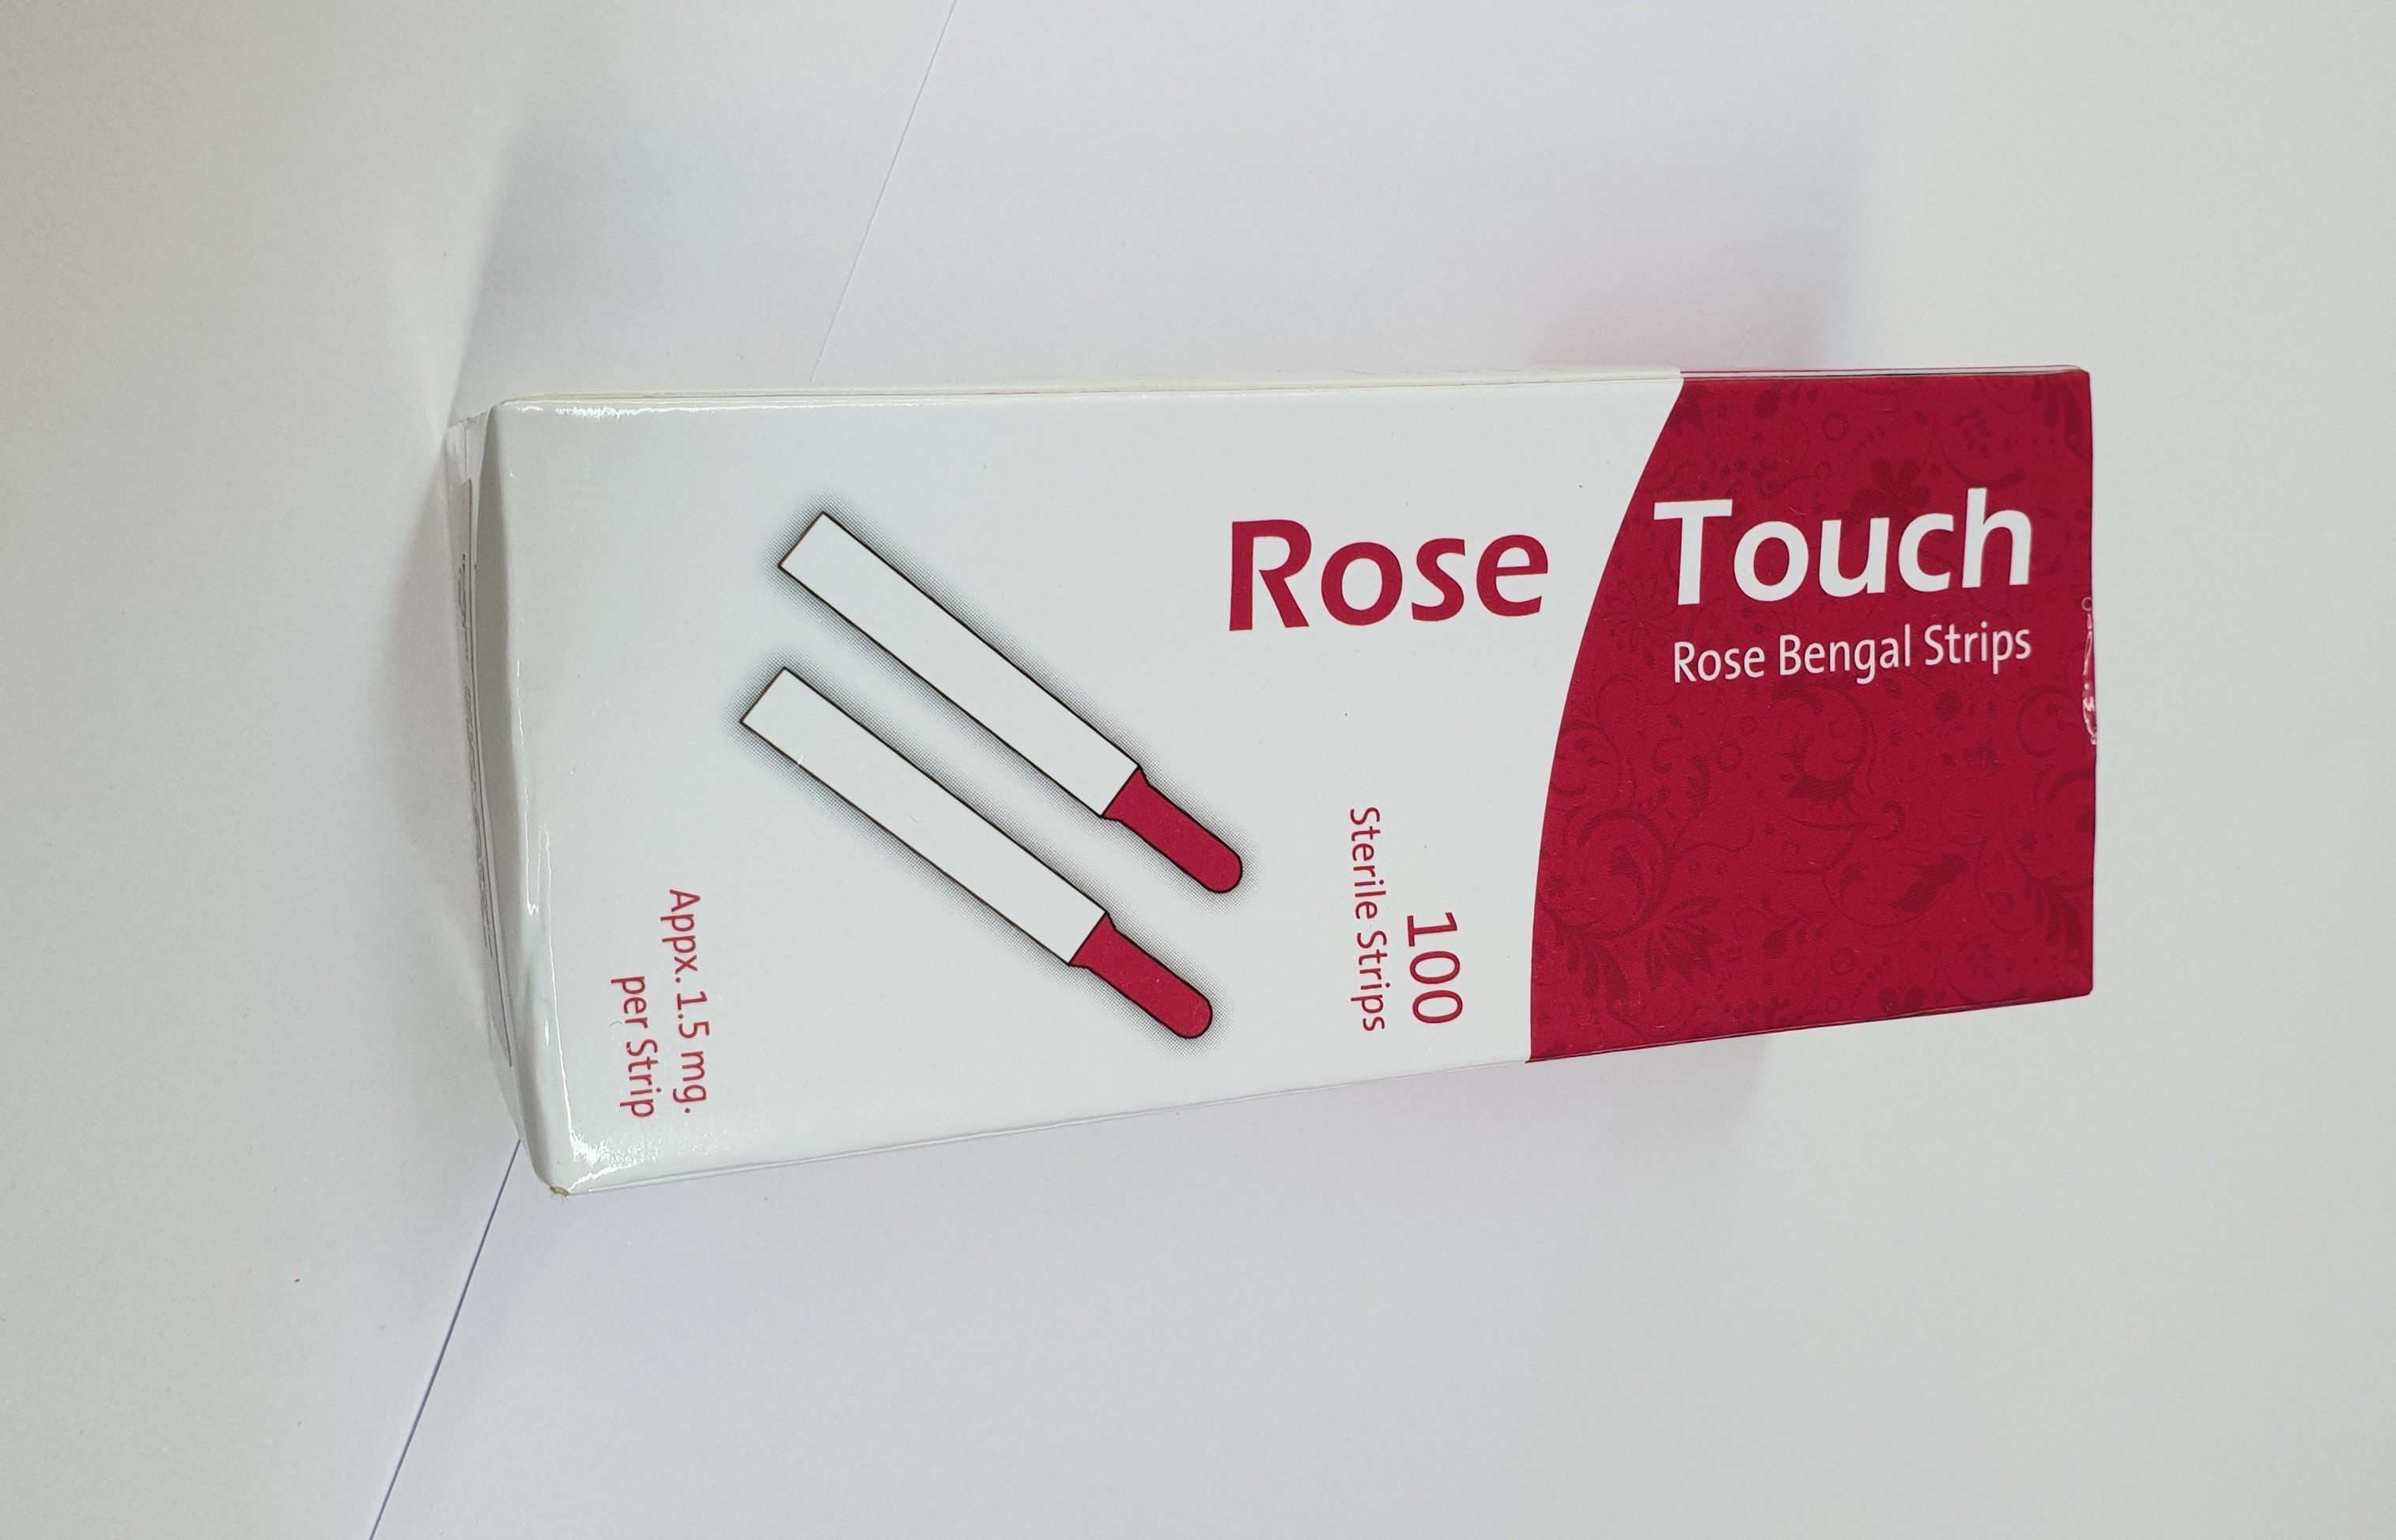 Rose Touch
Rose Bengal Strips
100
Sterile Strips
Appx. 1.5 mg.
per Strip